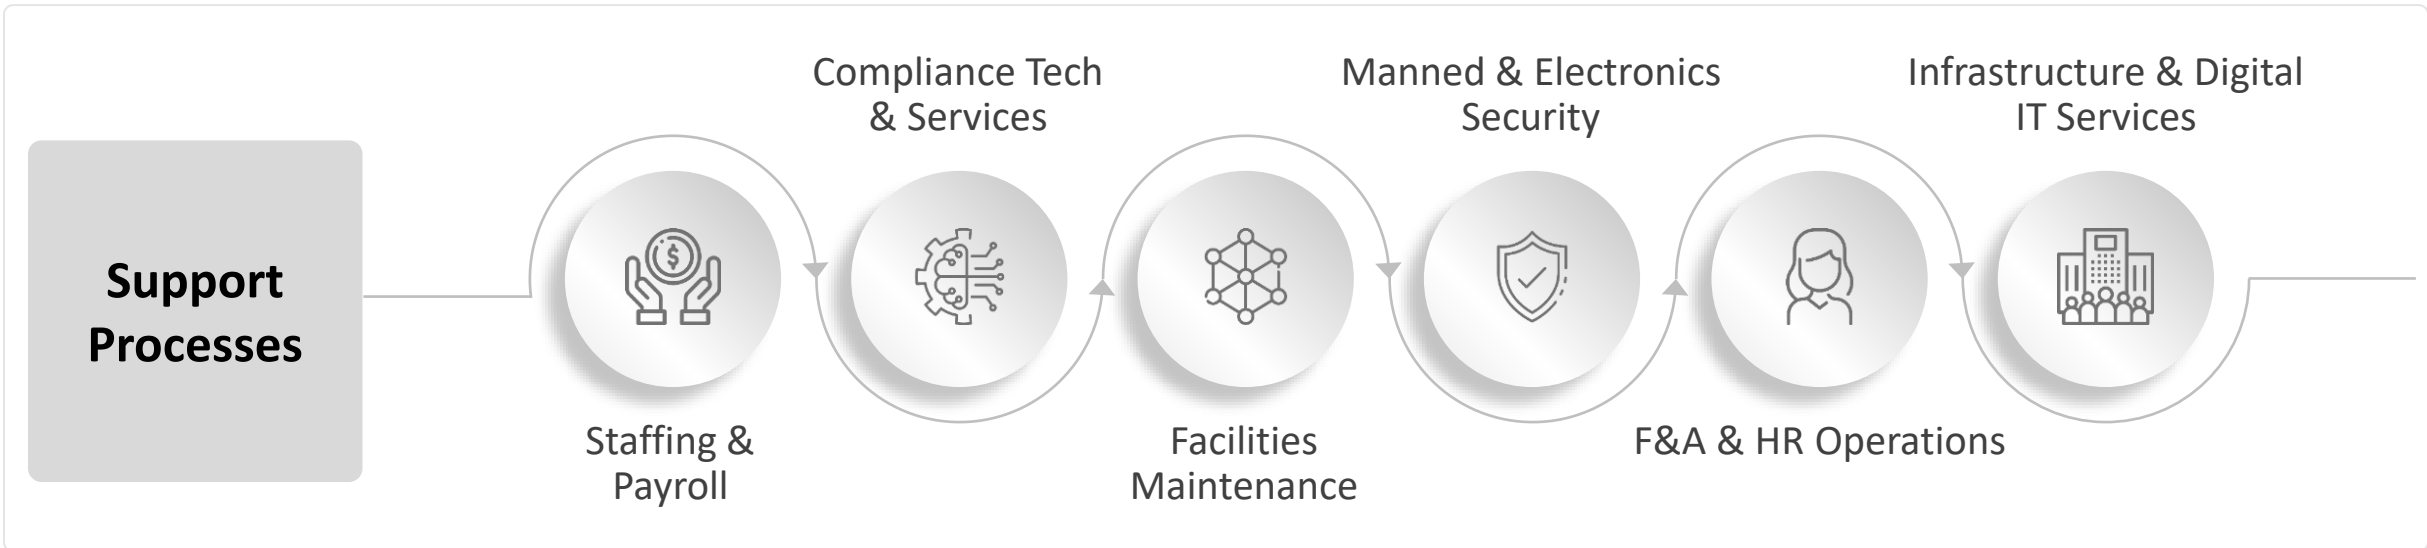 Support
Processes
Staffing &
Payroll
Compliance Tech
& Services
Facilities
Maintenance
Manned & Electronics
Security
F&A & HR Operations
Infrastructure & Digital
IT Services